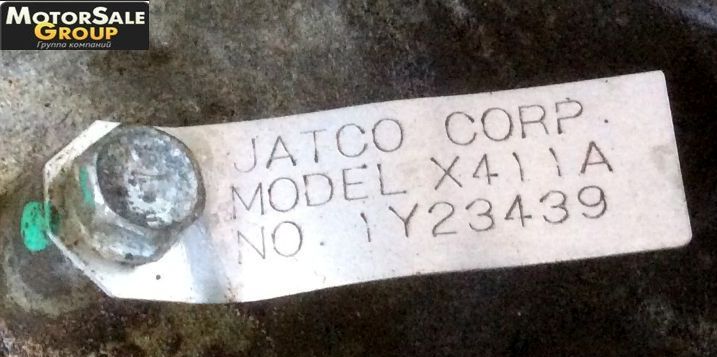 MOTORSALE
GROUP
Группа компаний
JATCO CORP.
MODEL X411A
NO. 1Y23439